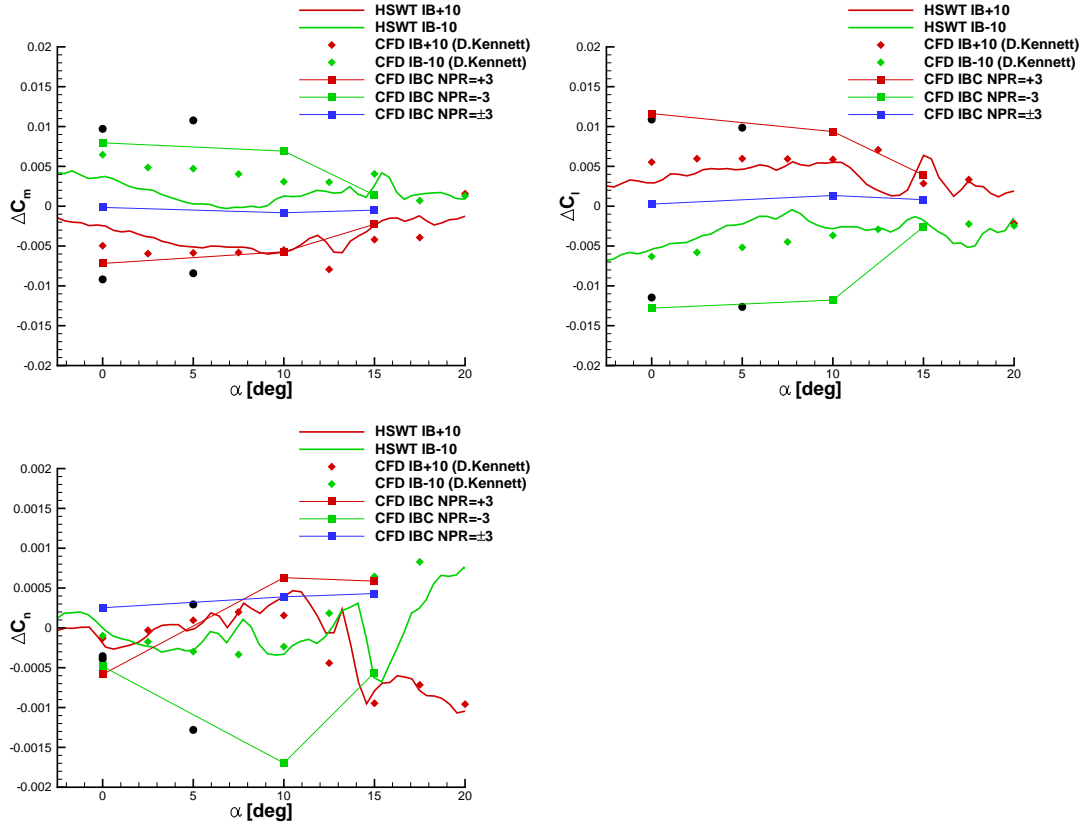 HSWT IB+10
HSWT IB-10
CFD IB+10 (D.Kennett)
CFD IB-10 (D.Kennett)
CFD IBC NPR=+3
CFD IBC NPR=-3
CFD IBC NPR=±3
0.02
0.015
0.01
0.005
0
-0.005
-0.01
-0.015
-0.02
ΔCm
0 5 10 15 20
α [deg]
HSWT IB+10
HSWT IB-10
CFD IB+10 (D.Kennett)
CFD IB-10 (D.Kennett)
CFD IBC NPR=+3
CFD IBC NPR=-3
CFD IBC NPR=±3
0.02
0.015
0.01
0.005
0
-0.005
-0.01
-0.015
-0.02
ΔCl
0 5 10 15 20
α [deg]
HSWT IB+10
HSWT IB-10
CFD IB+10 (D.Kennett)
CFD IB-10 (D.Kennett)
CFD IBC NPR=+3
CFD IBC NPR=-3
CFD IBC NPR=±3
0.002
0.0015
0.001
0.0005
0
-0.0005
-0.001
-0.0015
-0.002
ΔCn
0 5 10 15 20
α [deg]